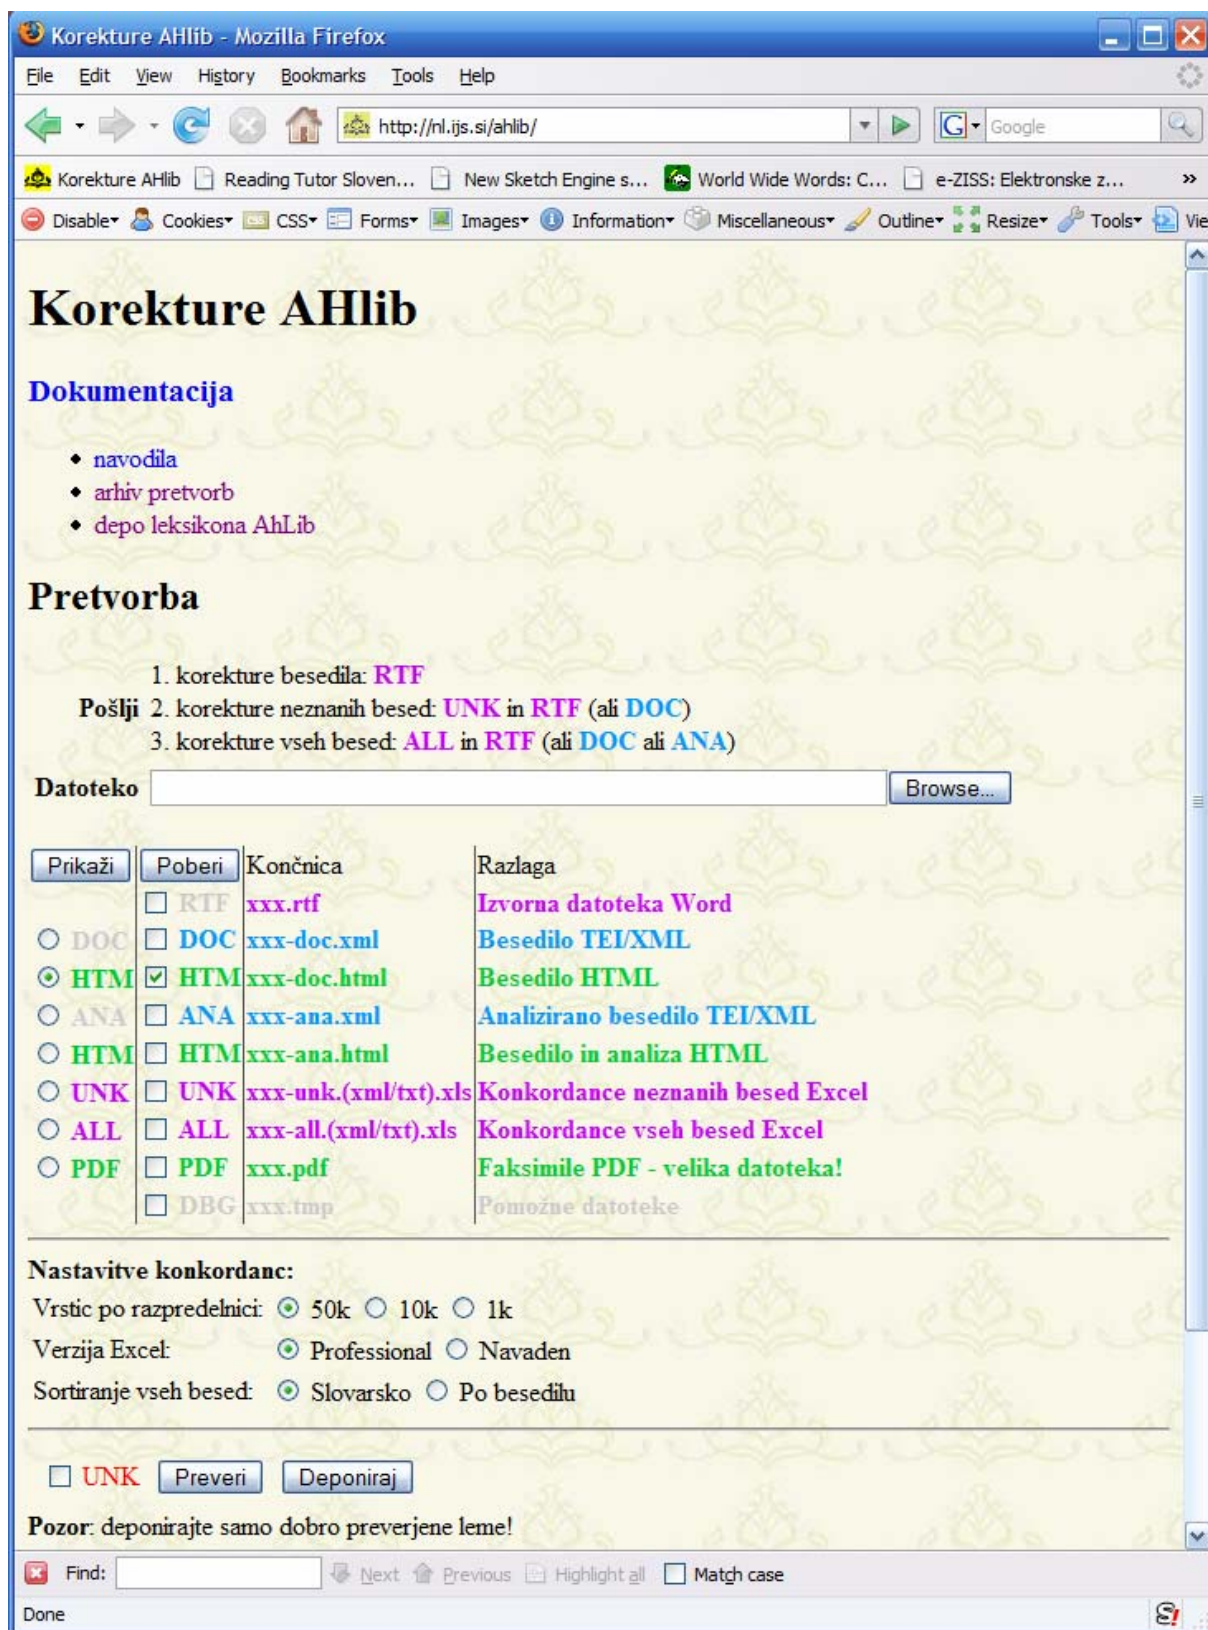 Korekture AHlib - Mozilla Firefox
File Edit View History Bookmarks Tools Help
http://nl.ijs.si/ahlib/ G Google
Korekture AHlib Reading Tutor Sloven... New Sketch Engine s... World Wide Words: C... e-ZISS: Elektronske z... »
Disable Cookies CSS Forms Images Information Miscellaneous Outline Resize Tools Vie
Korekture AHlib
Dokumentacija
navodila
arhiv pretvorb
depo leksikona AhLib
Pretvorba
1. korekture besedila: RTF
Pošlji 2. korekture neznanih besed: UNK in RTF (ali DOC)
3. korekture vseh besed: ALL in RTF (ali DOC ali ANA)
Datoteko Browse...
Prikaži Poberi Končnica Razlaga
RTF xxx.rtf Izvorna datoteka Word
DOC DOC xxx-doc.xml Besedilo TEI/XML
HTM HTM xxx-doc.html Besedilo HTML
ANA ANA xxx-ana.xml Analizirano besedilo TEI/XML
HTM HTM xxx-ana.html Besedilo in analiza HTML
UNK UNK xxx-unk.(xml/txt).xls Konkordance neznanih besed Excel
ALL ALL xxx-all.(xml/txt).xls Konkordance vseh besed Excel
PDF PDF xxx.pdf Faksimile PDF - velika datoteka!
DBG xxx.tmp Pomožne datoteke
Nastavitve konkordanc:
Vrstic po razpredelnici: 50k 10k 1k
Verzija Excel: Professional Navaden
Sortiranje vseh besed: Slovarsko Po besedilu
UNK Preveri Deponiraj
Pozor: deponirajte samo dobro preverjene leme!
Find: Next Previous Highlight all Match case
Done S!